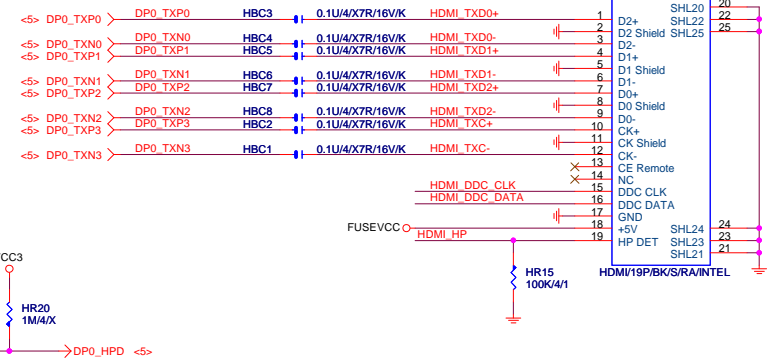 SHL20 20
<5> DP0_TXP0 DP0_TXP0 HBC3 0.1U/4/X7R/16V/K HDMI_TXD0+ 1 D2+ SHL22 22
2 D2 Shield SHL25 25
<5> DP0_TXN0 DP0_TXN0 HBC4 0.1U/4/X7R/16V/K HDMI_TXD0- 3 D2-
<5> DP0_TXP1 DP0_TXP1 HBC5 0.1U/4/X7R/16V/K HDMI_TXD1+ 4 D1+
5 D1 Shield
<5> DP0_TXN1 DP0_TXN1 HBC6 0.1U/4/X7R/16V/K HDMI_TXD1- 6 D1-
<5> DP0_TXP2 DP0_TXP2 HBC7 0.1U/4/X7R/16V/K HDMI_TXD2+ 7 D0+
8 D0 Shield
<5> DP0_TXN2 DP0_TXN2 HBC8 0.1U/4/X7R/16V/K HDMI_TXD2- 9 D0-
<5> DP0_TXP3 DP0_TXP3 HBC2 0.1U/4/X7R/16V/K HDMI_TXC+ 10 CK+
11 CK Shield
<5> DP0_TXN3 DP0_TXN3 HBC1 0.1U/4/X7R/16V/K HDMI_TXC- 12 CK-
13 CE Remote
14 NC
HDMI_DDC_CLK 15 DDC CLK
HDMI_DDC_DATA 16 DDC DATA
17 GND
FUSEVCC 18 +5V SHL24 24
HDMI_HP 19 HP DET SHL23 23
SHL21 21
CC3
HR15
100K/4/1
HDMI/19P/BK/S/RA/INTEL
HR20
1M/4/X
DP0_HPD <5>